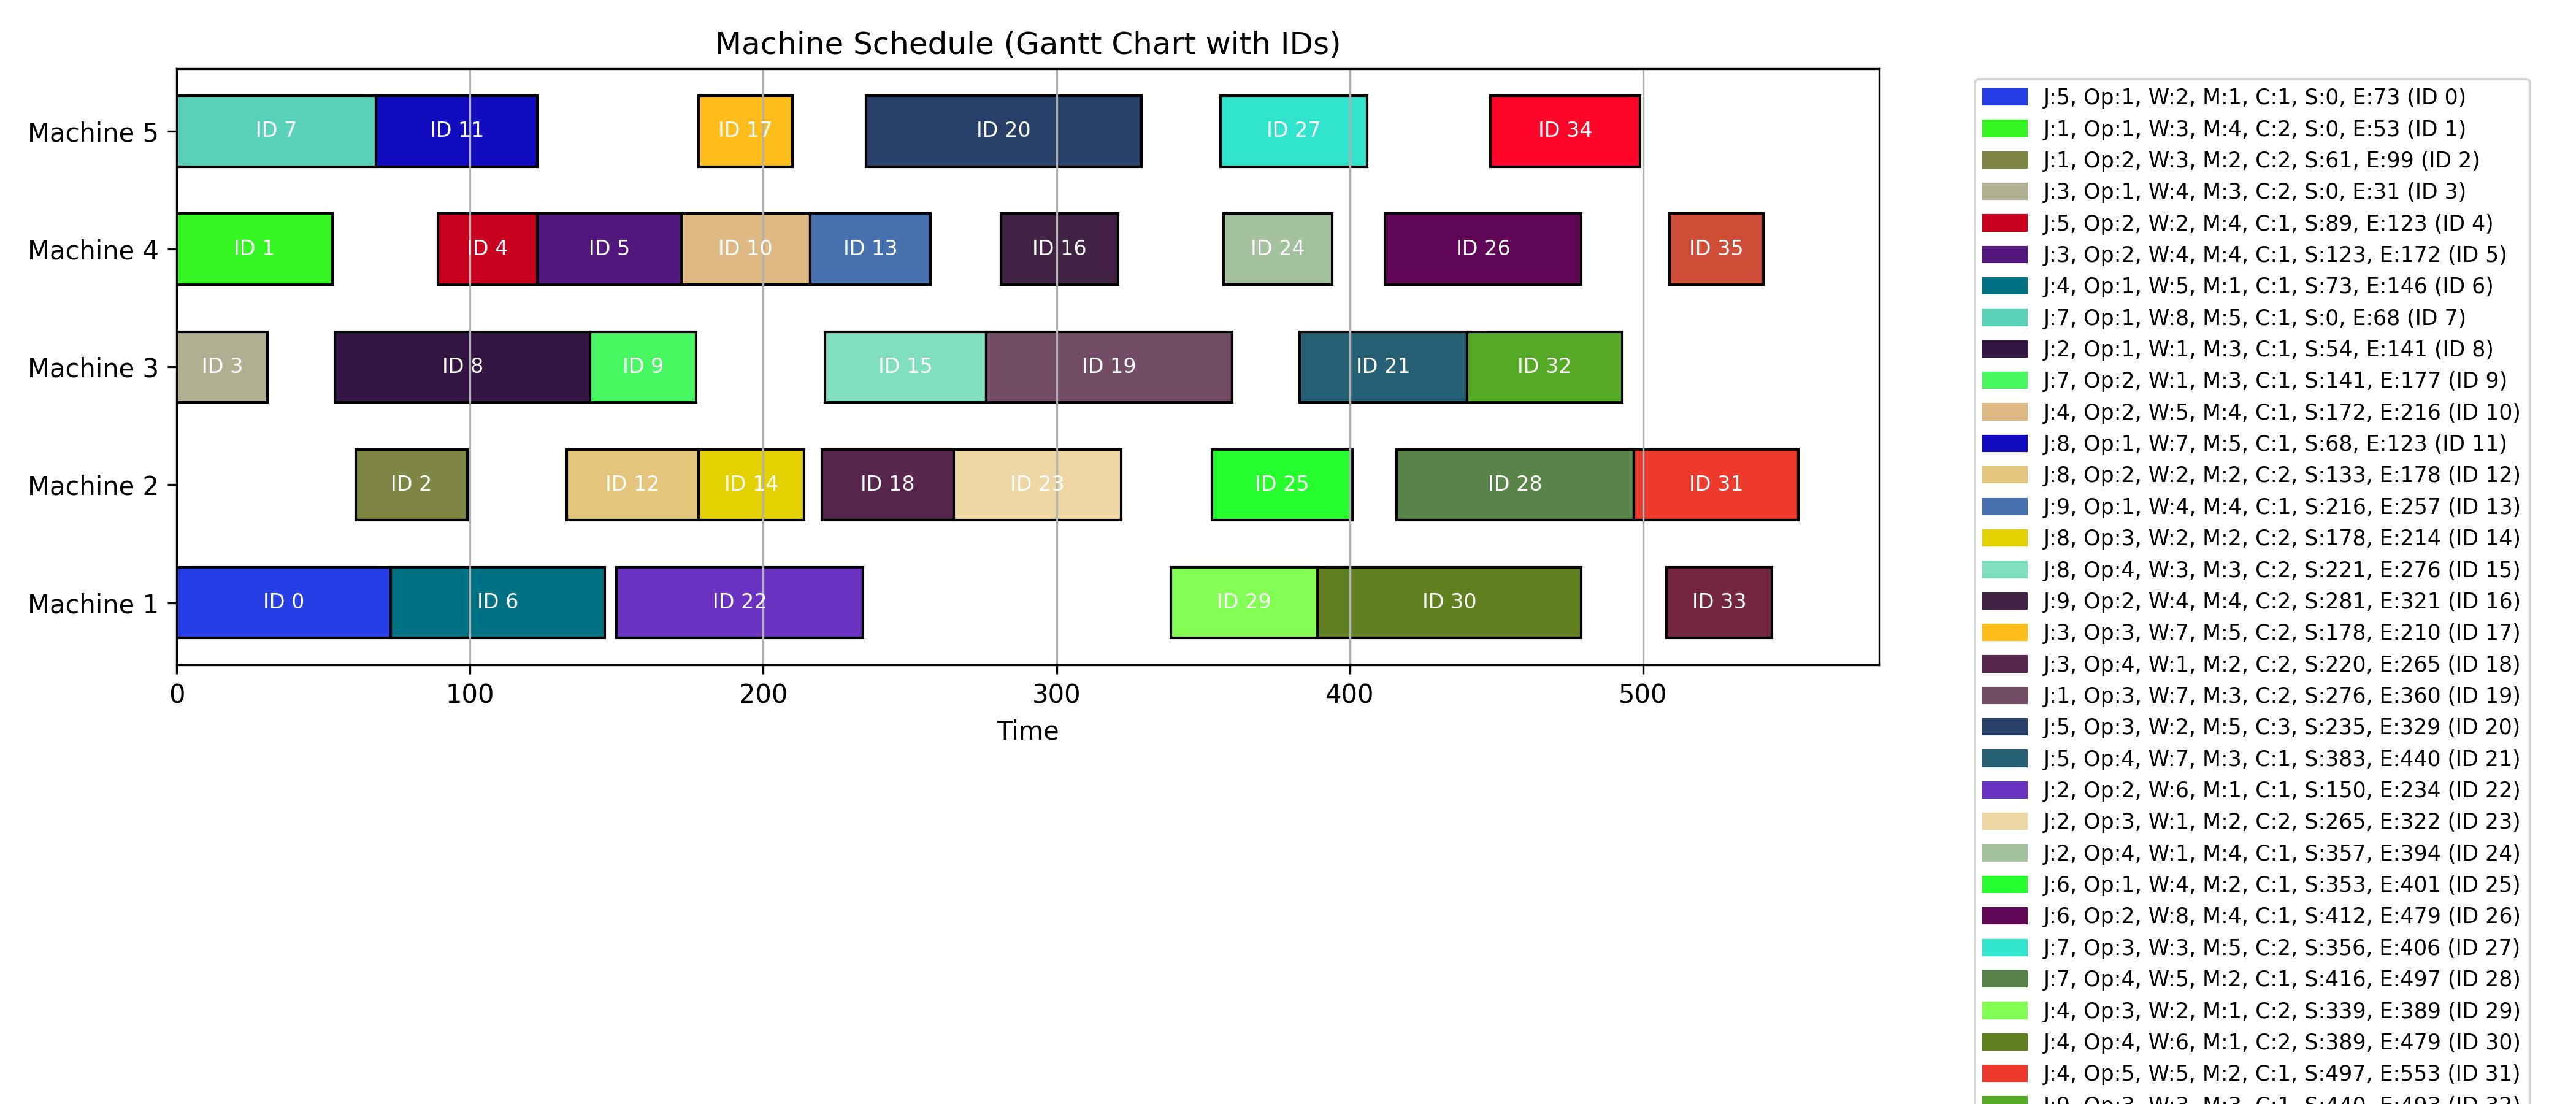 Machine Schedule (Gantt Chart with IDs)
Machine 5
ID 7
ID 11
ID 17
ID 20
ID 27
ID 34
Machine 4
ID 1
ID 4
ID 5
ID 10
ID 13
ID 16
ID 24
ID 26
ID 35
Machine 3
ID 3
ID 8
ID 9
ID 15
ID 19
ID 21
ID 32
Machine 2
ID 2
ID 12
ID 14
ID 18
ID 23
ID 25
ID 28
ID 31
Machine 1
ID 0
ID 6
ID 22
ID 29
ID 30
ID 33
0 100 200 300 400 500
Time
J:5, Op:1, W:2, M:1, C:1, S:0, E:73 (ID 0)
J:1, Op:1, W:3, M:4, C:2, S:0, E:53 (ID 1)
J:1, Op:2, W:3, M:2, C:2, S:61, E:99 (ID 2)
J:3, Op:1, W:4, M:3, C:2, S:0, E:31 (ID 3)
J:5, Op:2, W:2, M:4, C:1, S:89, E:123 (ID 4)
J:3, Op:2, W:4, M:4, C:1, S:123, E:172 (ID 5)
J:4, Op:1, W:5, M:1, C:1, S:73, E:146 (ID 6)
J:7, Op:1, W:8, M:5, C:1, S:0, E:68 (ID 7)
J:2, Op:1, W:1, M:3, C:1, S:54, E:141 (ID 8)
J:7, Op:2, W:1, M:3, C:1, S:141, E:177 (ID 9)
J:4, Op:2, W:5, M:4, C:1, S:172, E:216 (ID 10)
J:8, Op:1, W:7, M:5, C:1, S:68, E:123 (ID 11)
J:8, Op:2, W:2, M:2, C:2, S:133, E:178 (ID 12)
J:9, Op:1, W:4, M:4, C:1, S:216, E:257 (ID 13)
J:8, Op:3, W:2, M:2, C:2, S:178, E:214 (ID 14)
J:8, Op:4, W:3, M:3, C:2, S:221, E:276 (ID 15)
J:9, Op:2, W:4, M:4, C:2, S:281, E:321 (ID 16)
J:3, Op:3, W:7, M:5, C:2, S:178, E:210 (ID 17)
J:3, Op:4, W:1, M:2, C:2, S:220, E:265 (ID 18)
J:1, Op:3, W:7, M:3, C:2, S:276, E:360 (ID 19)
J:5, Op:3, W:2, M:5, C:3, S:235, E:329 (ID 20)
J:5, Op:4, W:7, M:3, C:1, S:383, E:440 (ID 21)
J:2, Op:2, W:6, M:1, C:1, S:150, E:234 (ID 22)
J:2, Op:3, W:1, M:2, C:2, S:265, E:322 (ID 23)
J:2, Op:4, W:1, M:4, C:1, S:357, E:394 (ID 24)
J:6, Op:1, W:4, M:2, C:1, S:353, E:401 (ID 25)
J:6, Op:2, W:8, M:4, C:1, S:412, E:479 (ID 26)
J:7, Op:3, W:3, M:5, C:2, S:356, E:406 (ID 27)
J:7, Op:4, W:5, M:2, C:1, S:416, E:497 (ID 28)
J:4, Op:3, W:2, M:1, C:2, S:339, E:389 (ID 29)
J:4, Op:4, W:6, M:1, C:2, S:389, E:479 (ID 30)
J:4, Op:5, W:5, M:2, C:1, S:497, E:553 (ID 31)
J:9, Op:3, W:3, M:3, C:1, S:440, E:493 (ID 32)